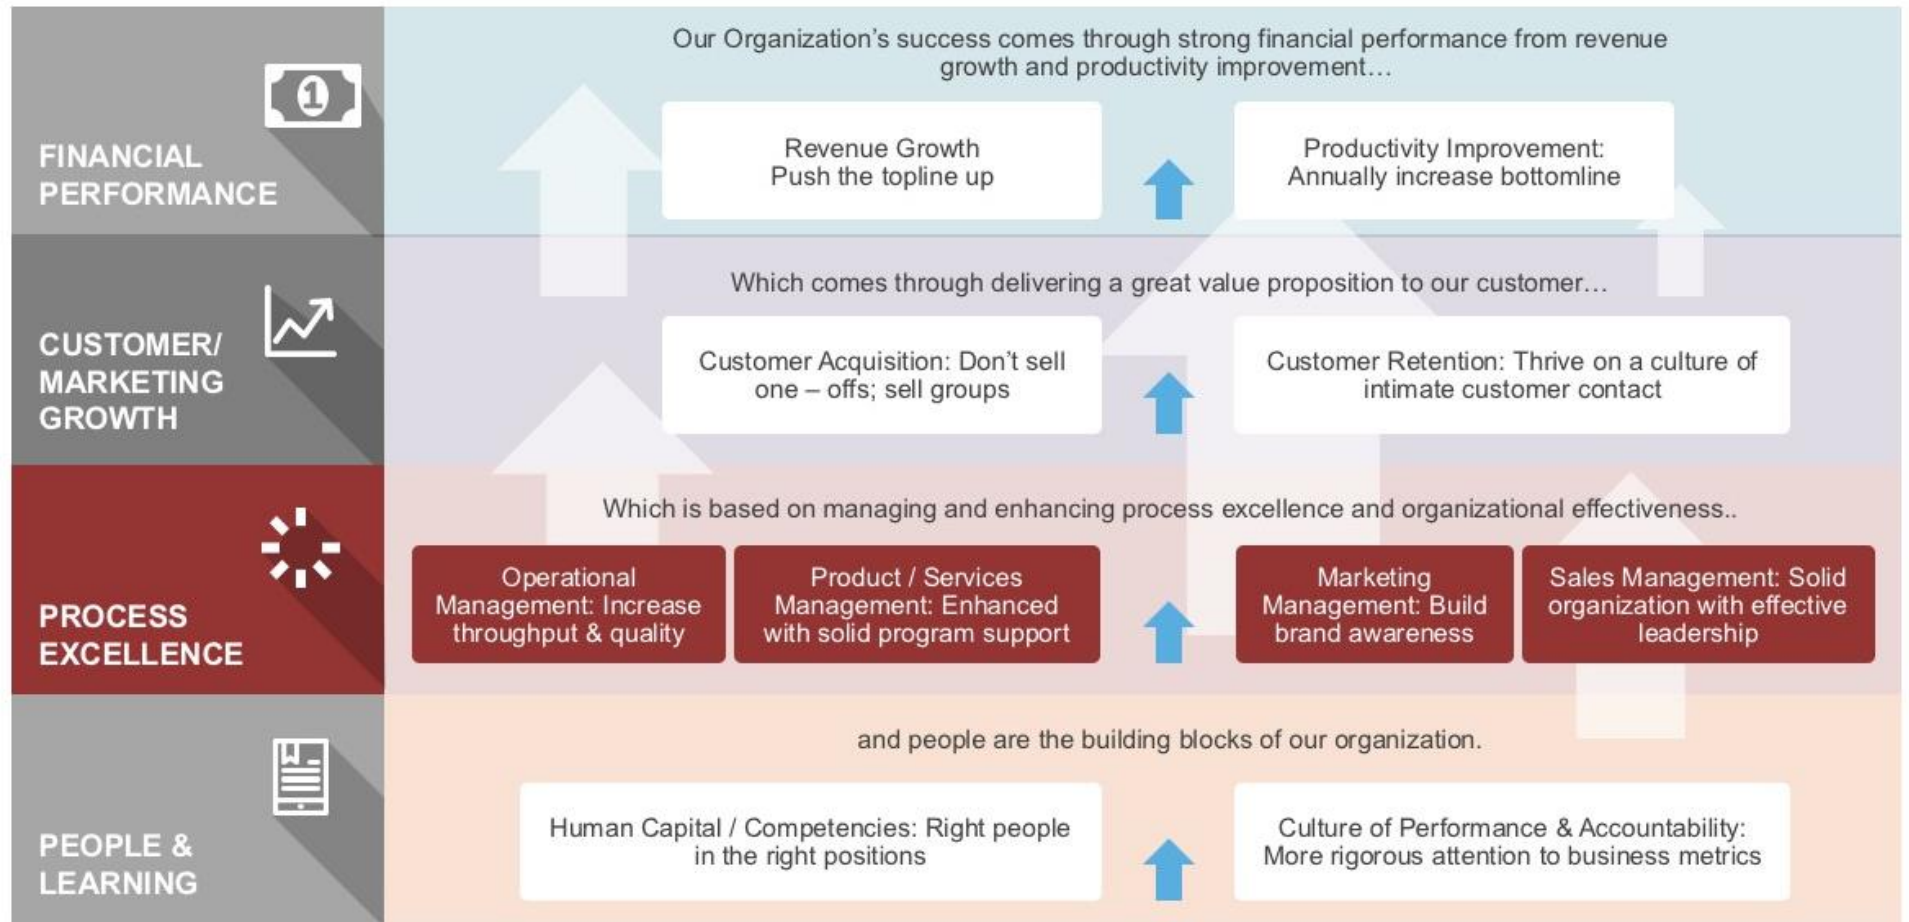 Our Organization’s success comes through strong financial performance from revenue
growth and productivity improvement…
1
FINANCIAL
PERFORMANCE
Revenue Growth
Push the topline up
Productivity Improvement:
Annually increase bottomline
Which comes through delivering a great value proposition to our customer…
CUSTOMER/
MARKETING
GROWTH
Customer Acquisition: Don’t sell
one – offs; sell groups
Customer Retention: Thrive on a culture of
intimate customer contact
Which is based on managing and enhancing process excellence and organizational effectiveness..
PROCESS
EXCELLENCE
Operational
Management: Increase
throughput & quality
Product / Services
Management: Enhanced
with solid program support
Marketing
Management: Build
brand awareness
Sales Management: Solid
organization with effective
leadership
and people are the building blocks of our organization.
PEOPLE &
LEARNING
Human Capital / Competencies: Right people
in the right positions
Culture of Performance & Accountability:
More rigorous attention to business metrics